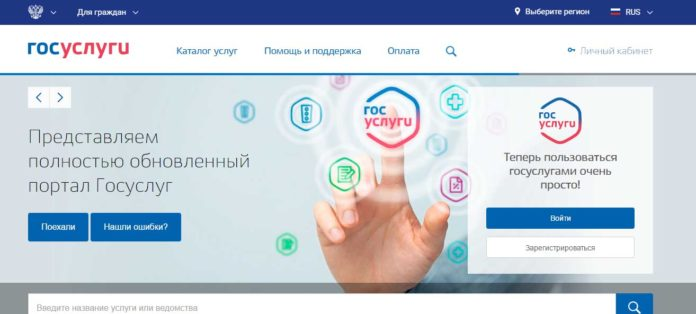 Для граждан
Выберите регион
RUS
госуслуги
Каталог услуг
Помощь и поддержка
Оплата
Личный кабинет
Представляем
полностью обновленный
портал Госуслуг
Поехали
Нашли ошибки?
гос
услуги
гос
услуги
Теперь пользоваться
госуслугами очень
просто!
Войти
Зарегистрироваться
Введите название услуги или ведомства